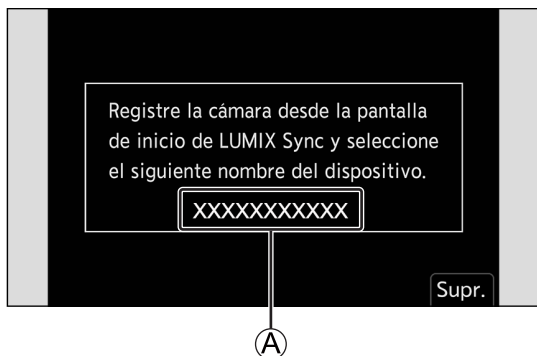 Registre la cámara desde la pantalla
de inicio de LUMIX Sync y seleccione
el siguiente nombre del dispositivo.
XXXXXXXXXXX
Supr.
A